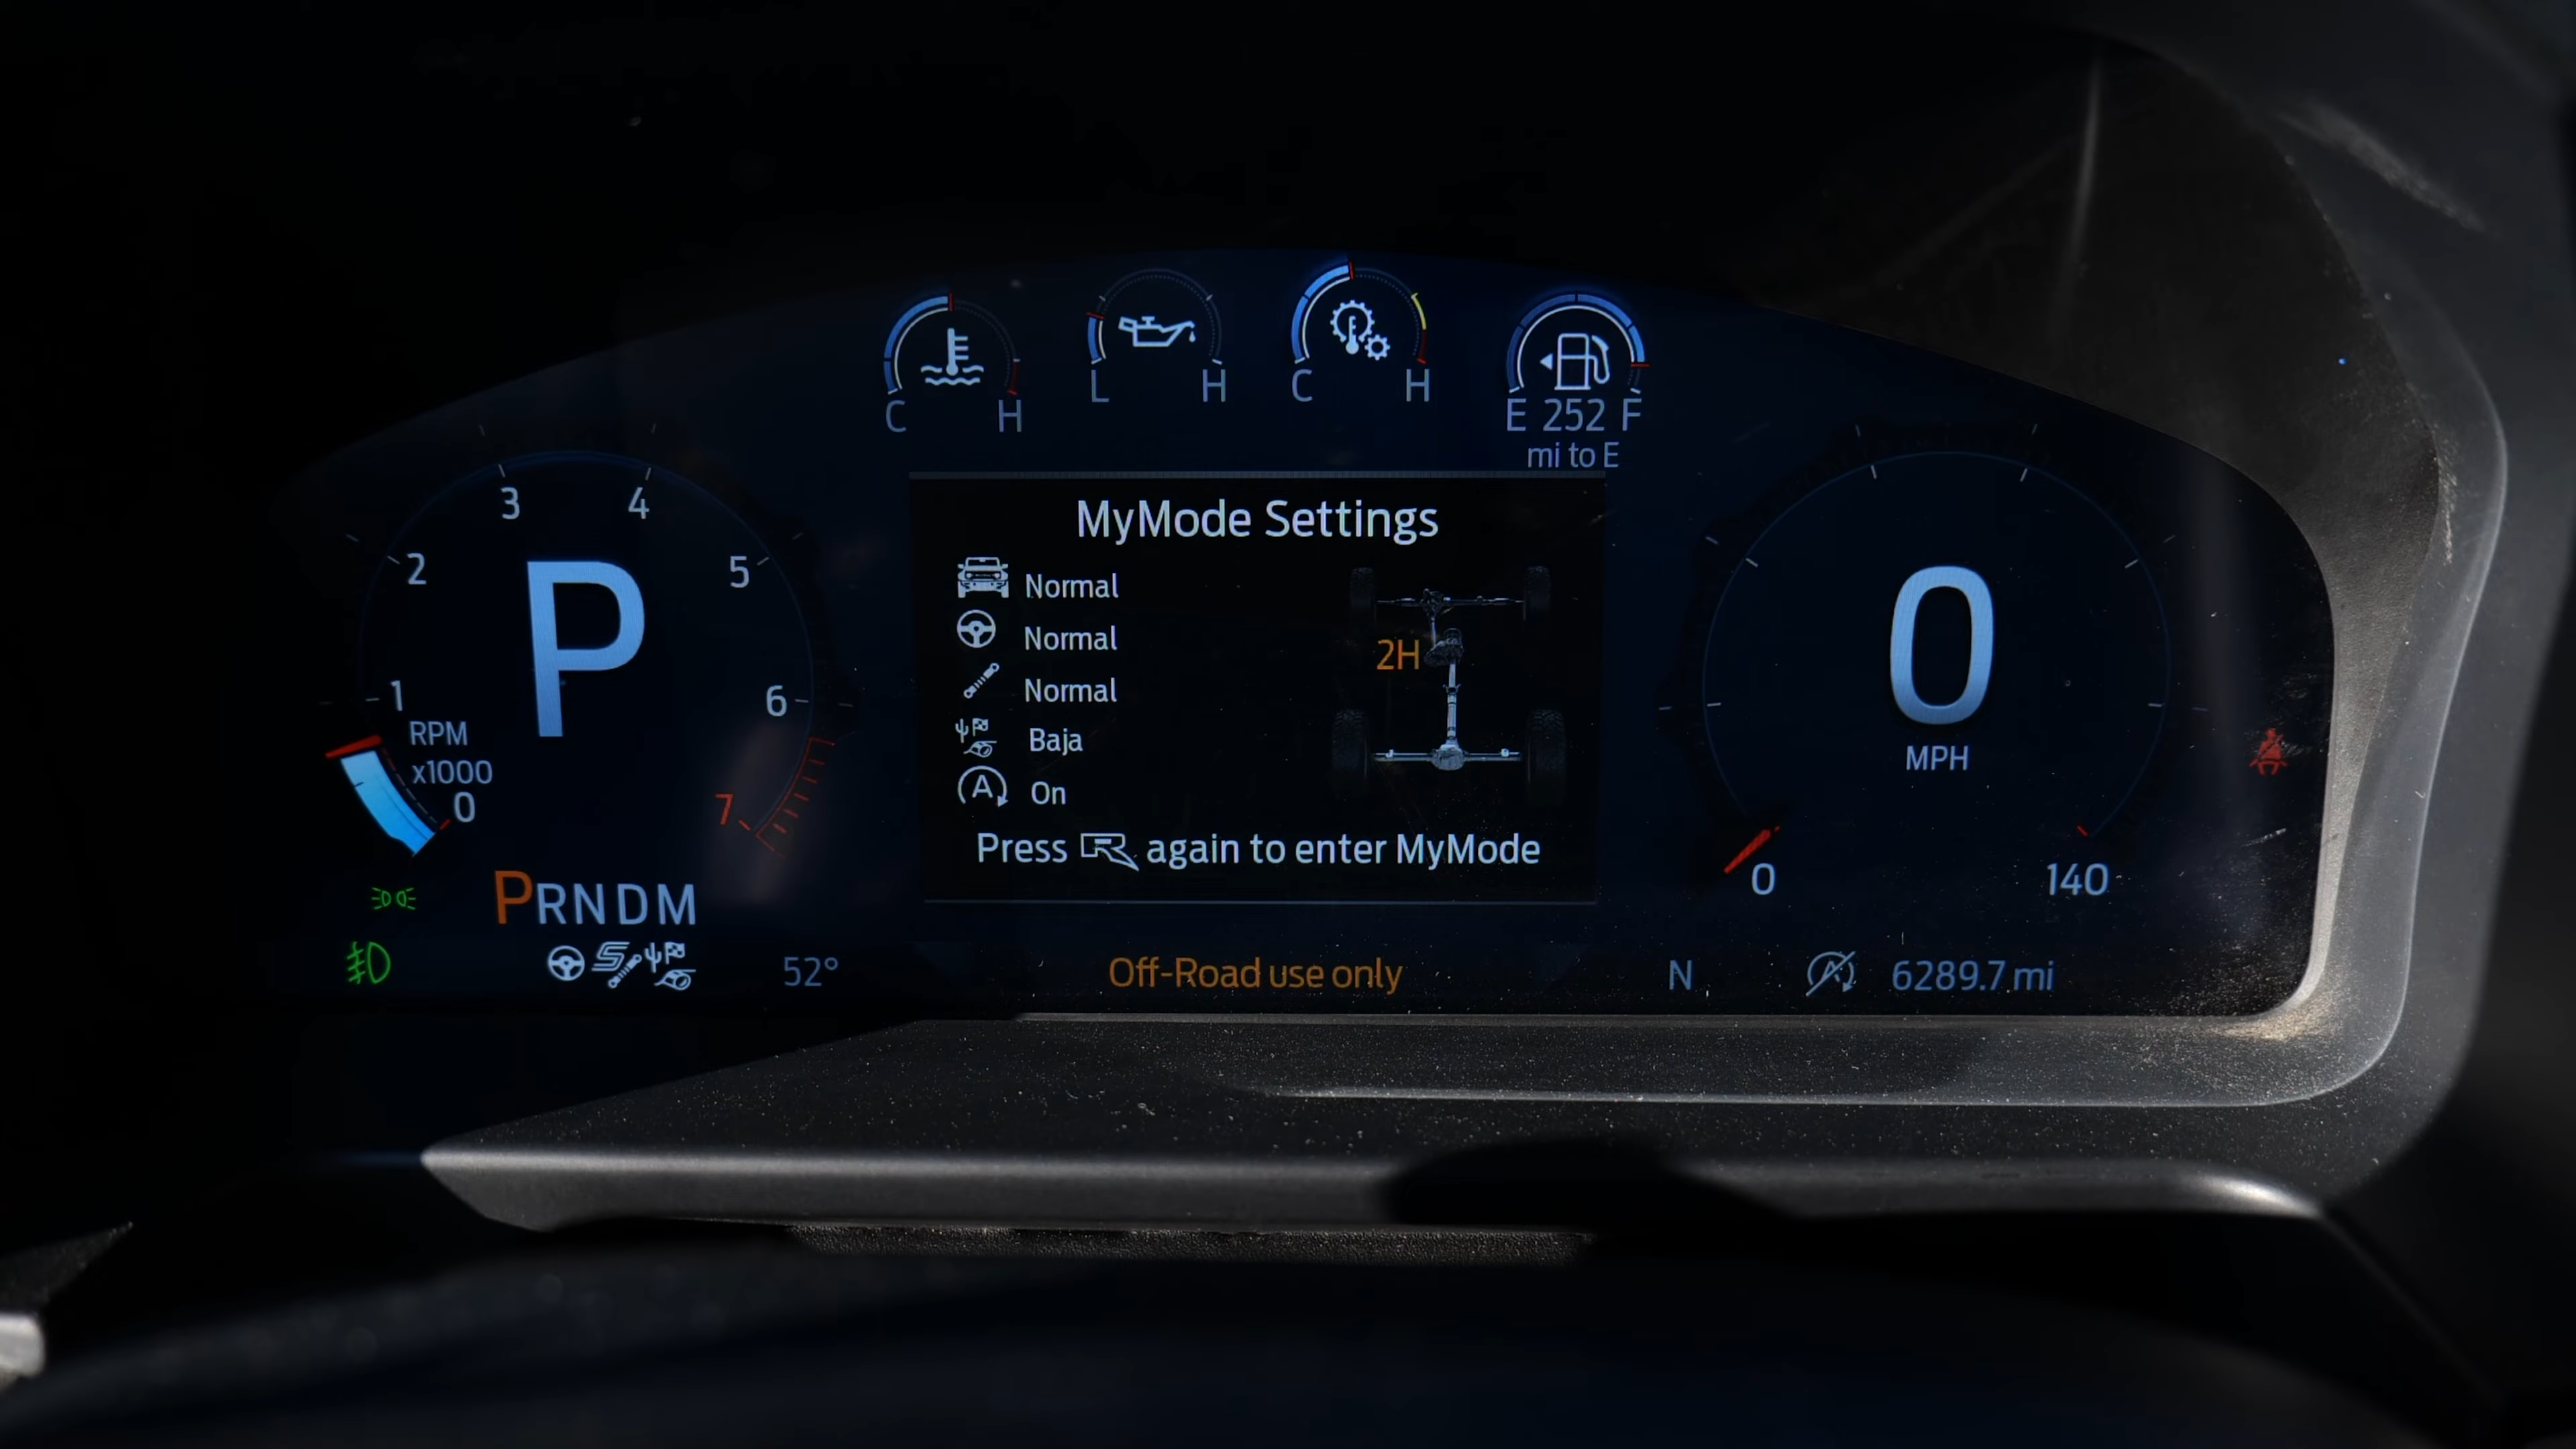 C H
L H
C H
E 252 F
mi to E
0 1 2 3 4 5 6 7
RPM
x1000
P
PRNDM
52°
MyMode Settings
Normal
Normal
Normal
Baja
A On
2H
Press R again to enter MyMode
Off-Road use only
0
MPH
0 140
N
A 6289.7 mi